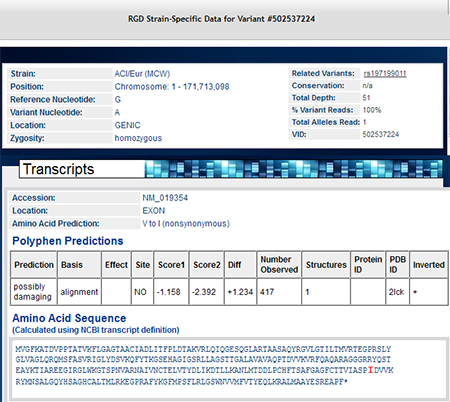 RGD Strain-Specific Data for Variant #502537224
Strain: ACI/Eur (MCW) Related Variants: rs197199011
Position: Chromosome: 1 - 171,713,098 Conservation: n/a
Reference Nucleotide: G Total Depth: 51
Variant Nucleotide: A % Variant Reads: 100%
Location: GENIC Total Alleles Read: 1
Zygosity: homozygous VID: 502537224
Transcripts
Accession: NM_019354
Location: EXON
Amino Acid Prediction: V to I (nonsynonymous)
Polyphen Predictions
Prediction Basis Effect Site Score1 Score2 Diff Number Observed Structures Protein ID PDB ID Inverted
possibly damaging alignment NO -1.158 -2.392 +1.234 417 1 2lck +
Amino Acid Sequence
(Calculated using NCBI transcript definition)
MVGFKATDVPPTATVKFLGAGTAACIADLITFPLDTAKVRLQIQGESQGLARTAASAQYRGVLGTILTMVRTEGPRSLY
GLVAGLQRQMSFASVRIGLYDSVKQFYTKGSEHAGIGSRLLAGSTTGALAVAVAQPTDVVKVRFQAQARAGGGRRYQST
EAYKTIAREEGIRGLWKGTSPNVARNAIVNCTELVTYDLIKDTLLKANLMTDDLPCHFTSAFGAGFCTTVIASPIDVVK
RYMNSALGQYHSAGHCALTMLRKEGPRAFYKGFMPSFLRLGSWNVVMFVTYEQLKRALMAAYESREAPF*